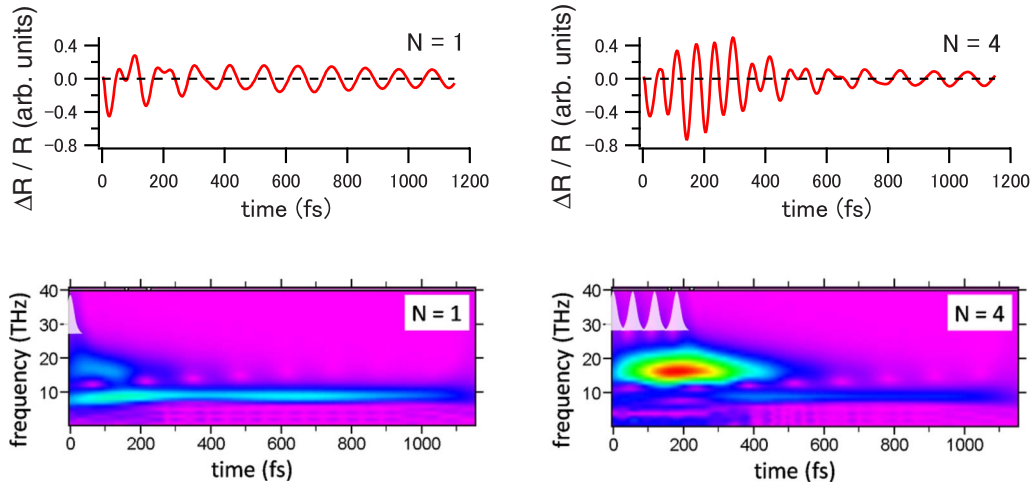 ΔR / R (arb. units)
N = 1
0.4
0.0
−0.4
−0.8
0 200 400 600 800 1000 1200
time (fs)
ΔR / R (arb. units)
N = 4
0.4
0.0
−0.4
−0.8
0 200 400 600 800 1000 1200
time (fs)
frequency (THz)
N = 1
40
30
20
10
0 200 400 600 800 1000
time (fs)
frequency (THz)
N = 4
40
30
20
10
0 200 400 600 800 1000
time (fs)